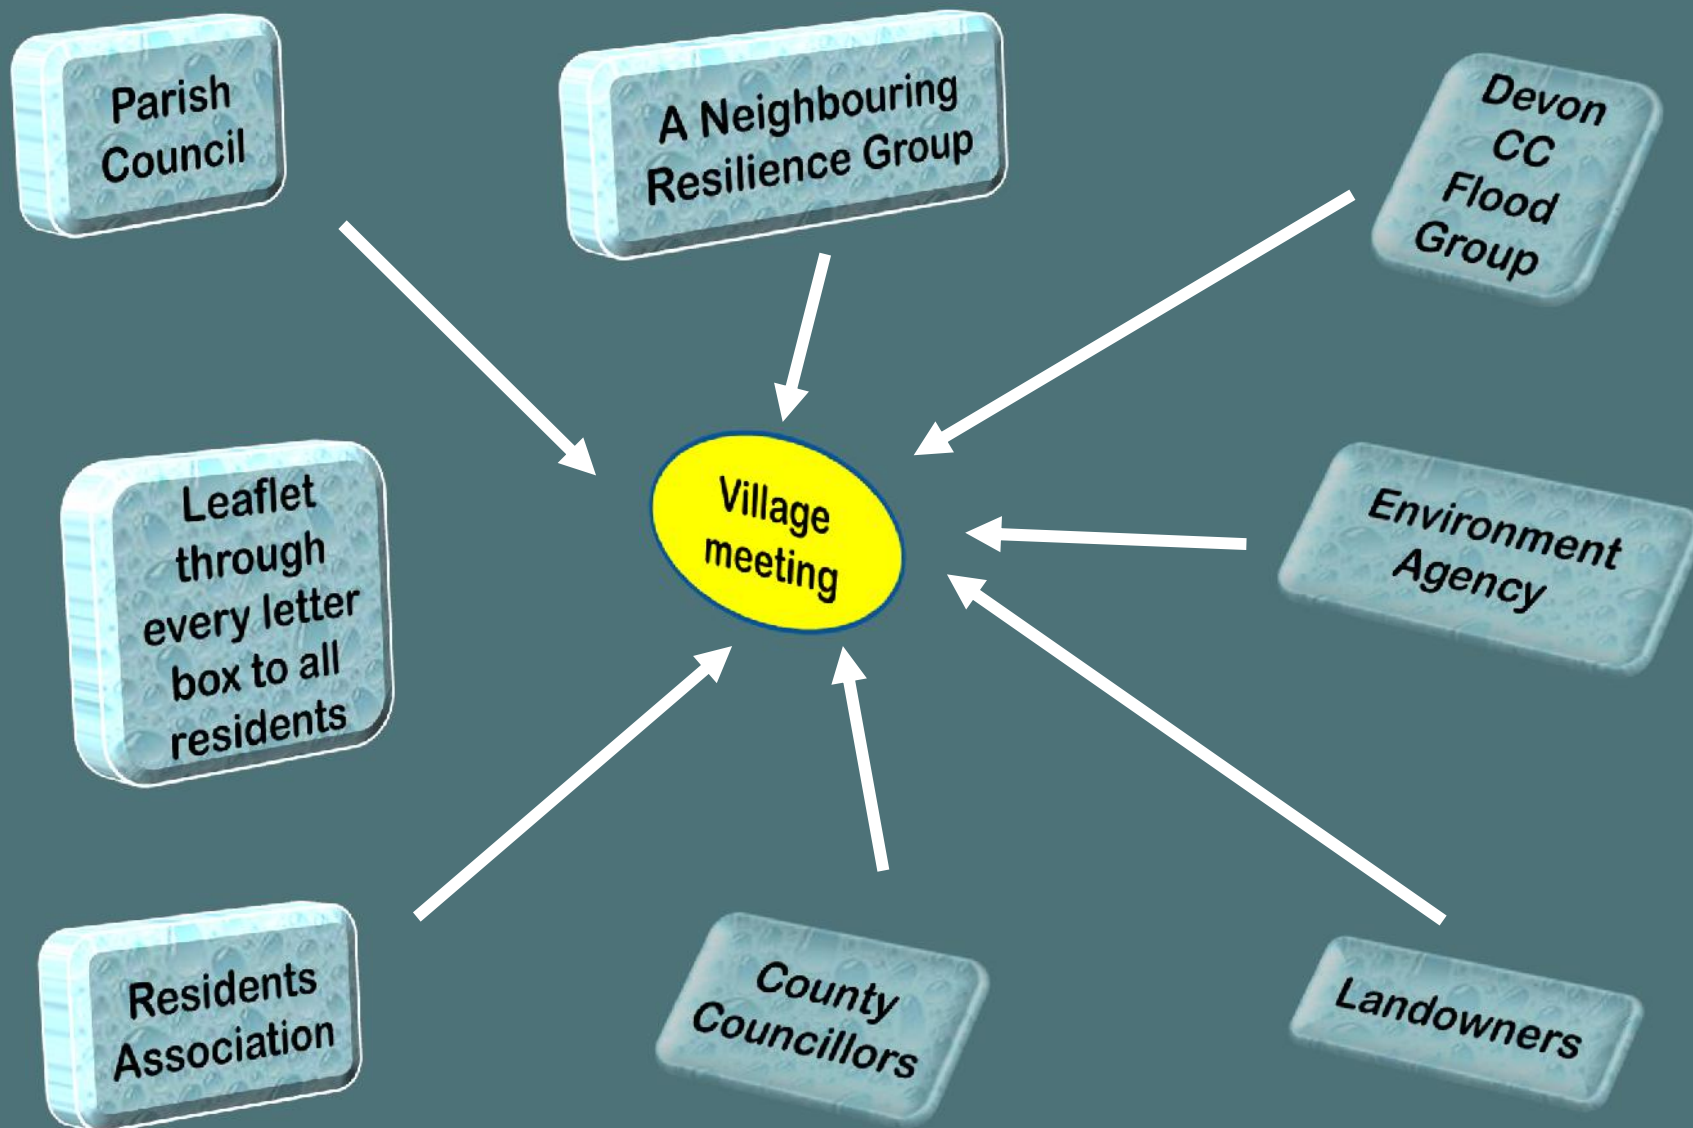 Parish
Council
A Neighbouring
Resilience Group
Devon
CC
Flood
Group
Leaflet
through
every letter
box to all
residents
Village
meeting
Environment
Agency
Residents
Association
County
Councillors
Landowners